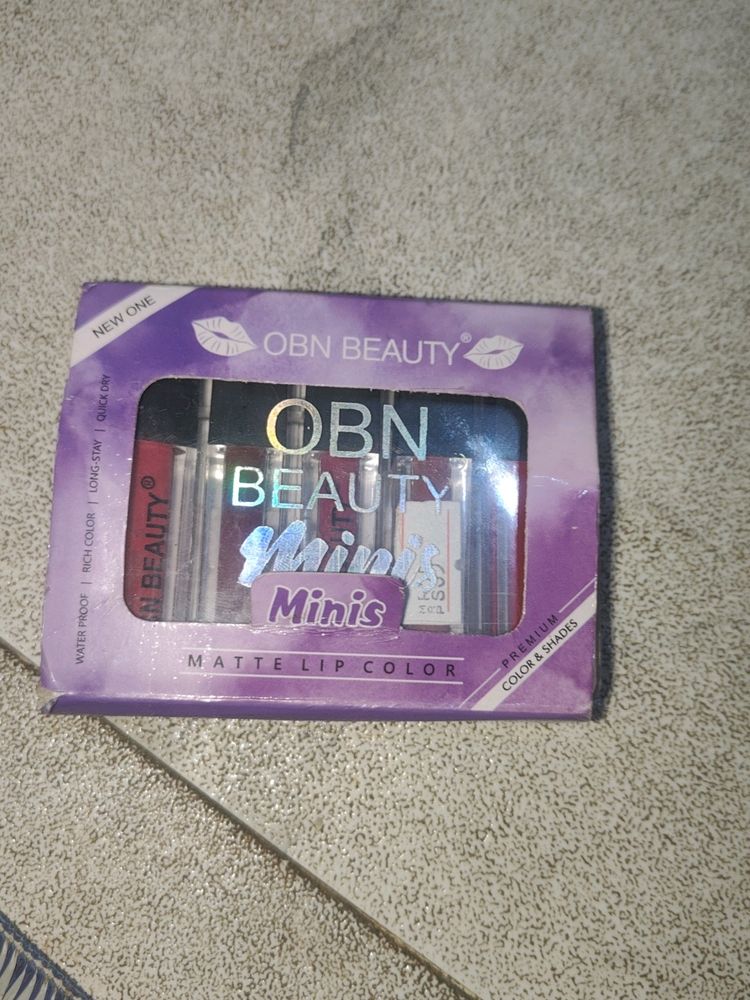 NEW ONE
OBN BEAUTY®
WATER PROOF | RICH COLOR | LONG-STAY | QUICK DRY
OBN
BEAUTY
minis
N BEAUTY®
Minis
MATTE LIP COLOR
PREMIUM
COLOR & SHADES